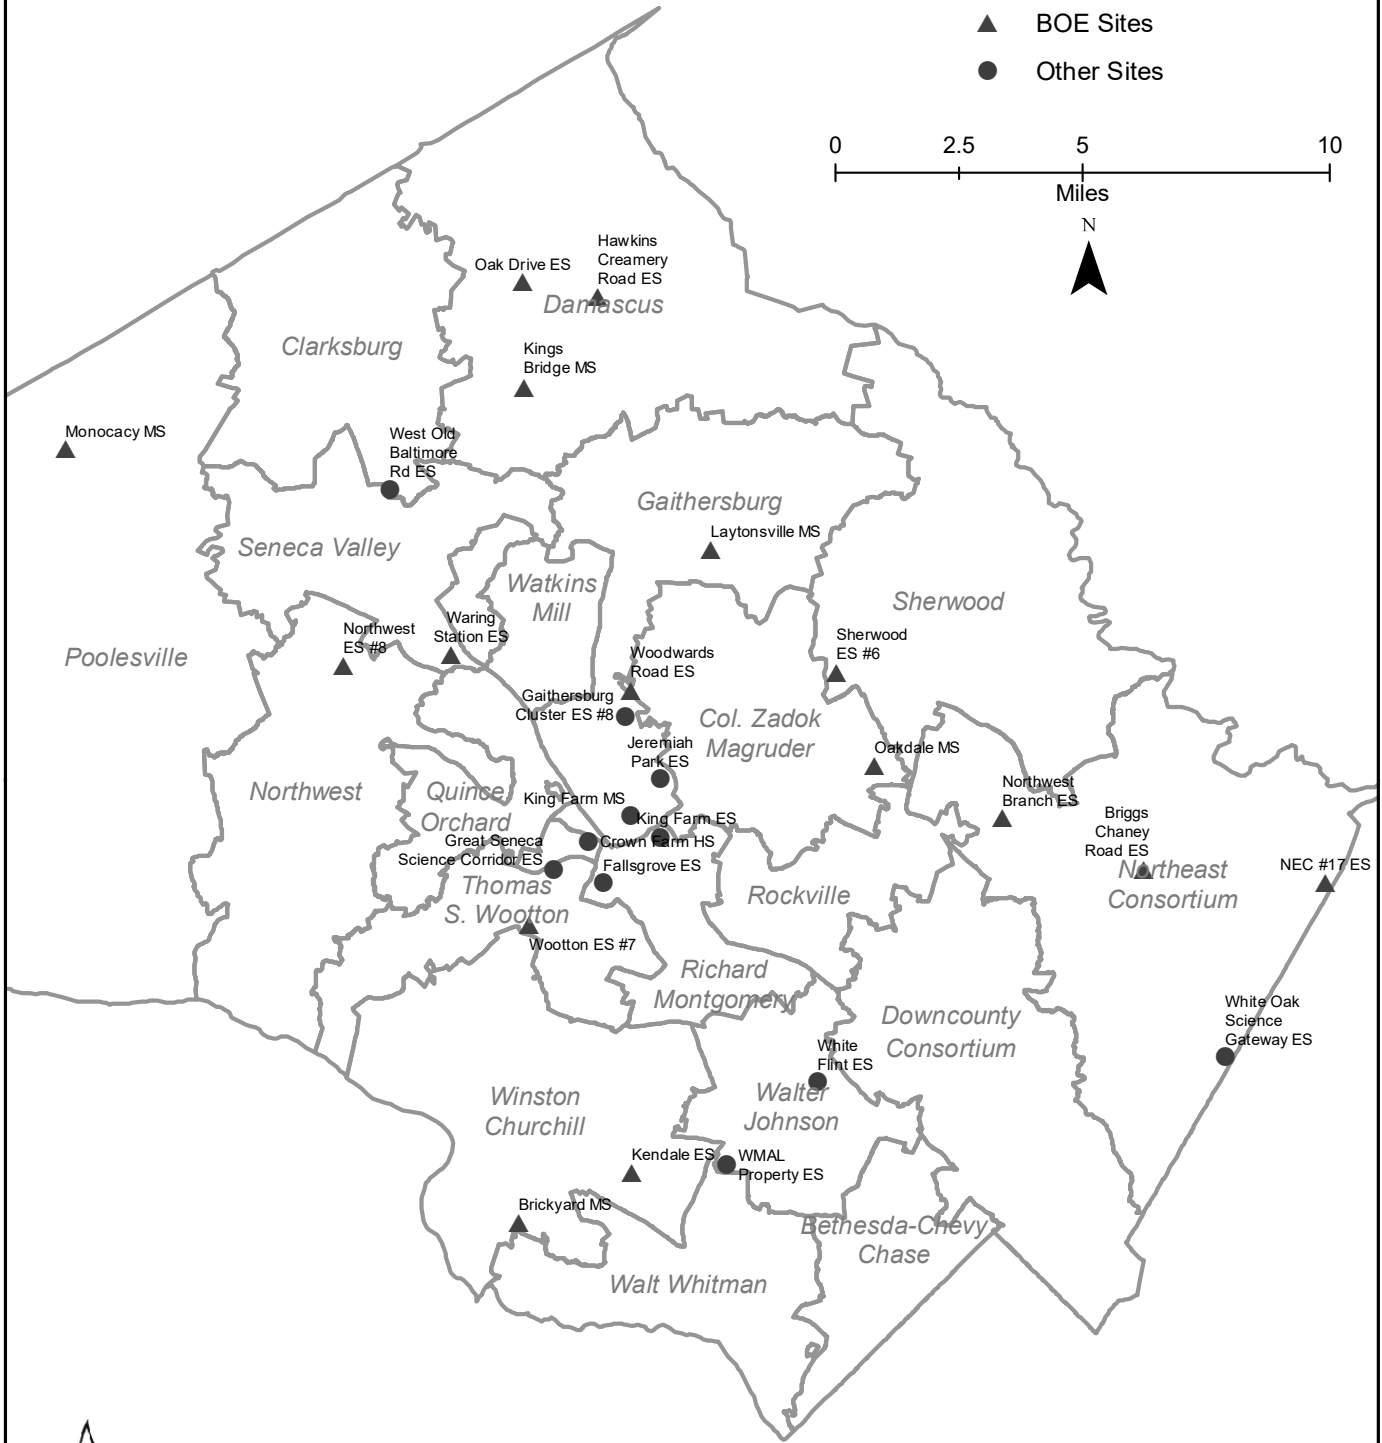 BOE Sites
Other Sites
0 2.5 5 10
Miles
N
Hawkins
Creamery
Road ES
Oak Drive ES
Damascus
Clarksburg
Kings
Bridge MS
Monocacy MS
West Old
Baltimore
Rd ES
Gaithersburg
Laytonsville MS
Seneca Valley
Watkins
Mill
Sherwood
Waring
Station ES
Northwest
ES #8
Sherwood
ES #6
Poolesville
Woodwards
Road ES
Gaithersburg
Cluster ES #8
Col. Zadok
Magruder
Jeremiah
Park ES
Oakdale MS
Northwest
Quince
Orchard
King Farm MS
Northwest
Branch ES
King Farm ES
Briggs
Chaney
Road ES
Great Seneca
Science Corridor ES
Crown Farm HS
Fallsgrove ES
NEC #17 ES
Northeast
Consortium
Thomas
S. Wootton
Rockville
Wootton ES #7
Richard
Montgomery
Downcounty
Consortium
White Oak
Science
Gateway ES
White
Flint ES
Walter
Johnson
Winston
Churchill
Kendale ES
WMAL
Property ES
Brickyard MS
Bethesda-Chevy
Chase
Walt Whitman